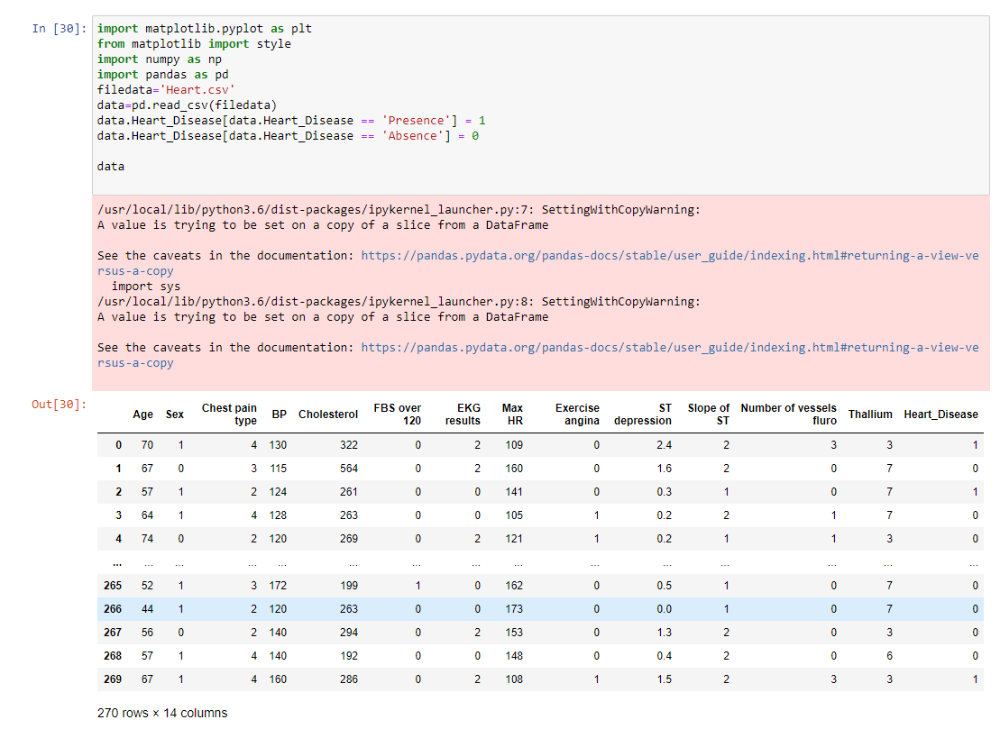 In [30]:
import matplotlib.pyplot as plt
from matplotlib import style
import numpy as np
import pandas as pd
filedata='Heart.csv'
data=pd.read_csv(filedata)
data.Heart_Disease[data.Heart_Disease == 'Presence'] = 1
data.Heart_Disease[data.Heart_Disease == 'Absence'] = 0
data
/usr/local/lib/python3.6/dist-packages/ipykernel_launcher.py:7: SettingWithCopyWarning:
A value is trying to be set on a copy of a slice from a DataFrame
See the caveats in the documentation: https://pandas.pydata.org/pandas-docs/stable/user_guide/indexing.html#returning-a-view-ve
rsus-a-copy
  import sys
/usr/local/lib/python3.6/dist-packages/ipykernel_launcher.py:8: SettingWithCopyWarning:
A value is trying to be set on a copy of a slice from a DataFrame
See the caveats in the documentation: https://pandas.pydata.org/pandas-docs/stable/user_guide/indexing.html#returning-a-view-ve
rsus-a-copy
Out[30]:
Age Sex Chest pain type BP Cholesterol FBS over 120 EKG results Max HR Exercise angina ST depression Slope of ST Number of vessels fluro Thallium Heart_Disease
0 70 1 4 130 322 0 2 109 0 2.4 2 3 3 1
1 67 0 3 115 564 0 2 160 0 1.6 2 0 7 0
2 57 1 2 124 261 0 0 141 0 0.3 1 0 7 1
3 64 1 4 128 263 0 0 105 1 0.2 2 1 7 0
4 74 0 2 120 269 0 2 121 1 0.2 1 1 3 0
... ... ... ... ... ... ... ... ... ... ... ... ... ... ...
265 52 1 3 172 199 1 0 162 0 0.5 1 0 7 0
266 44 1 2 120 263 0 0 173 0 0.0 1 0 7 0
267 56 0 2 140 294 0 2 153 0 1.3 2 0 3 0
268 57 1 4 140 192 0 0 148 0 0.4 2 0 6 0
269 67 1 4 160 286 0 2 108 1 1.5 2 3 3 1
270 rows × 14 columns